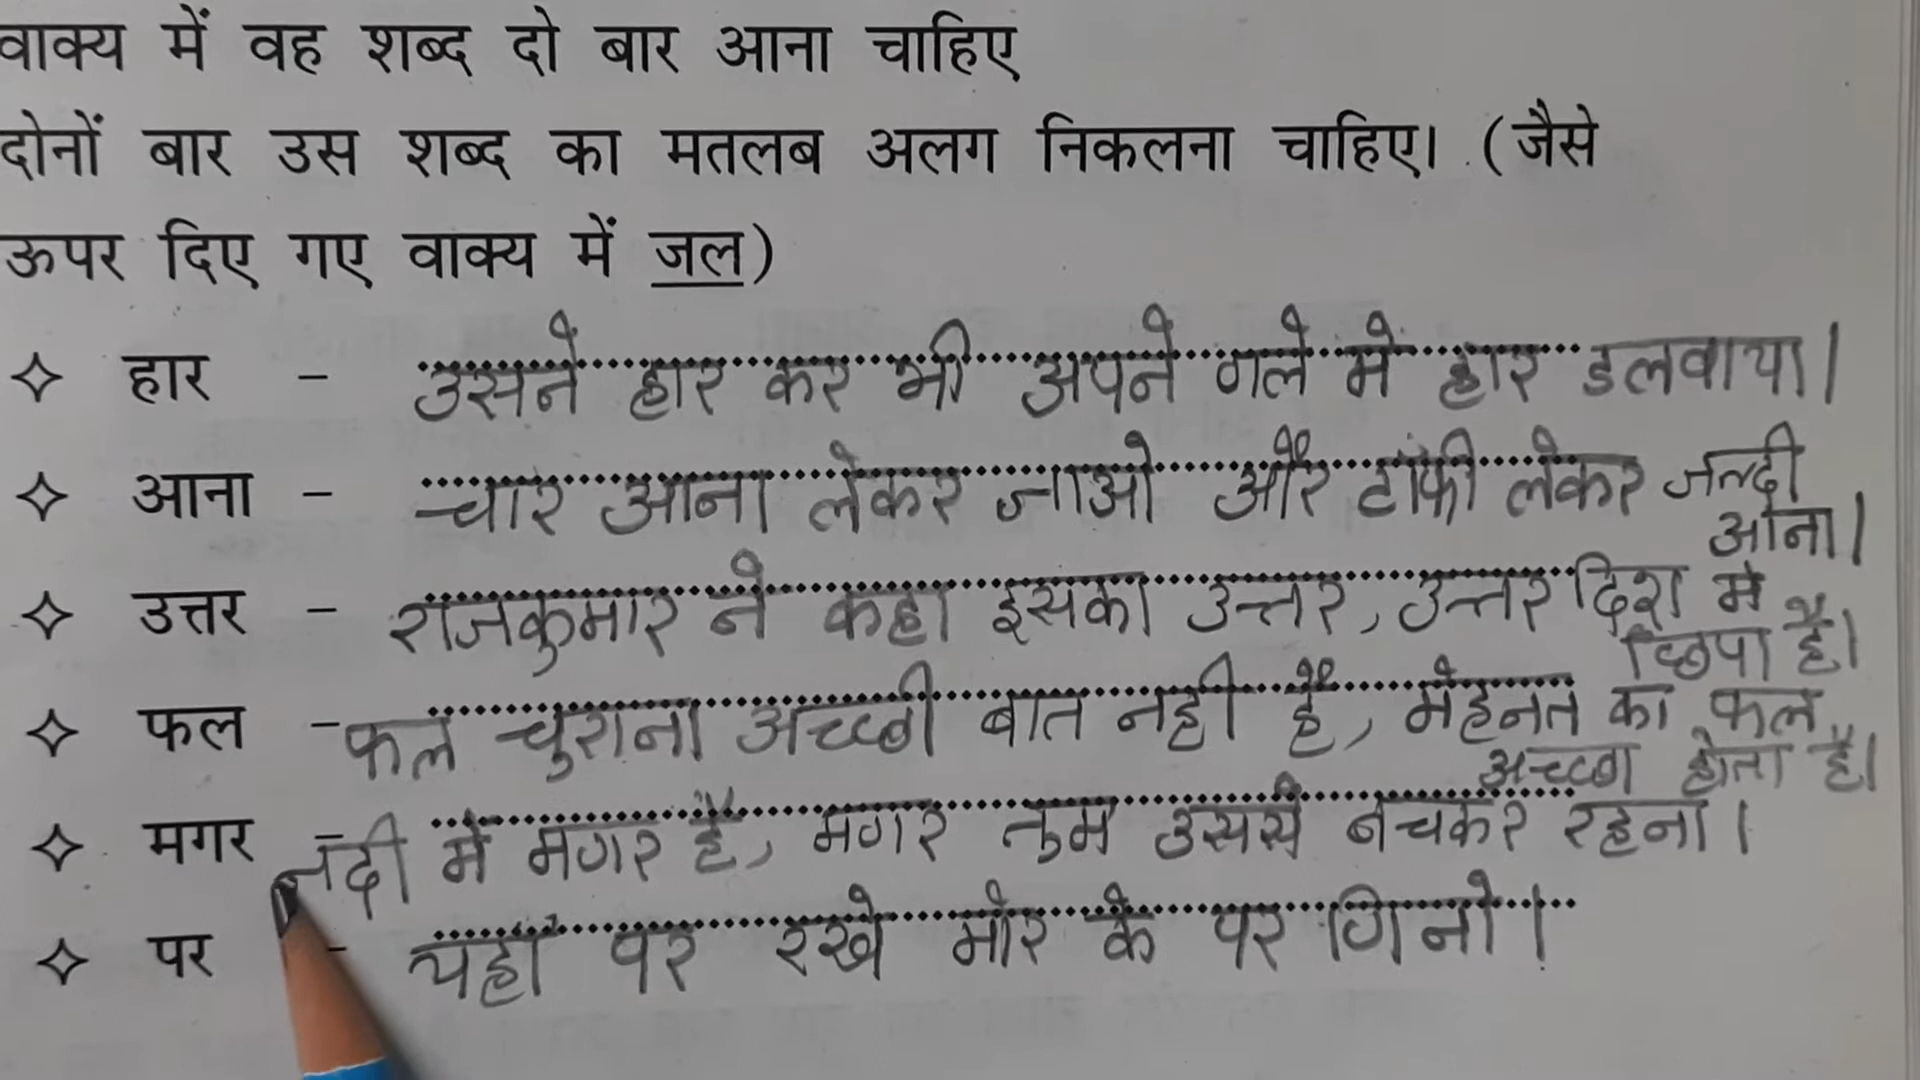 वाक्य में वह शब्द दो बार आना चाहिए
दोनों बार उस शब्द का मतलब अलग निकलना चाहिए। (जैसे
ऊपर दिए गए वाक्य में जल)
हार - उसने हार कर भी अपने गले मे हार डलवाया।
आना - चार आना लेकर जाओ और टॉफी लेकर जल्दी
आना।
उत्तर - राजकुमार ने कहा इसका उत्तर, उत्तर दिशा मे
छिपा है।
फल - फल चुराना अच्छी बात नही है, मेहनत का फल
अच्छा होता है।
मगर - नदी मे मगर है, मगर तुम उससे बचकर रहना।
पर - यहाँ पर रखे मोर के पर गिनो।